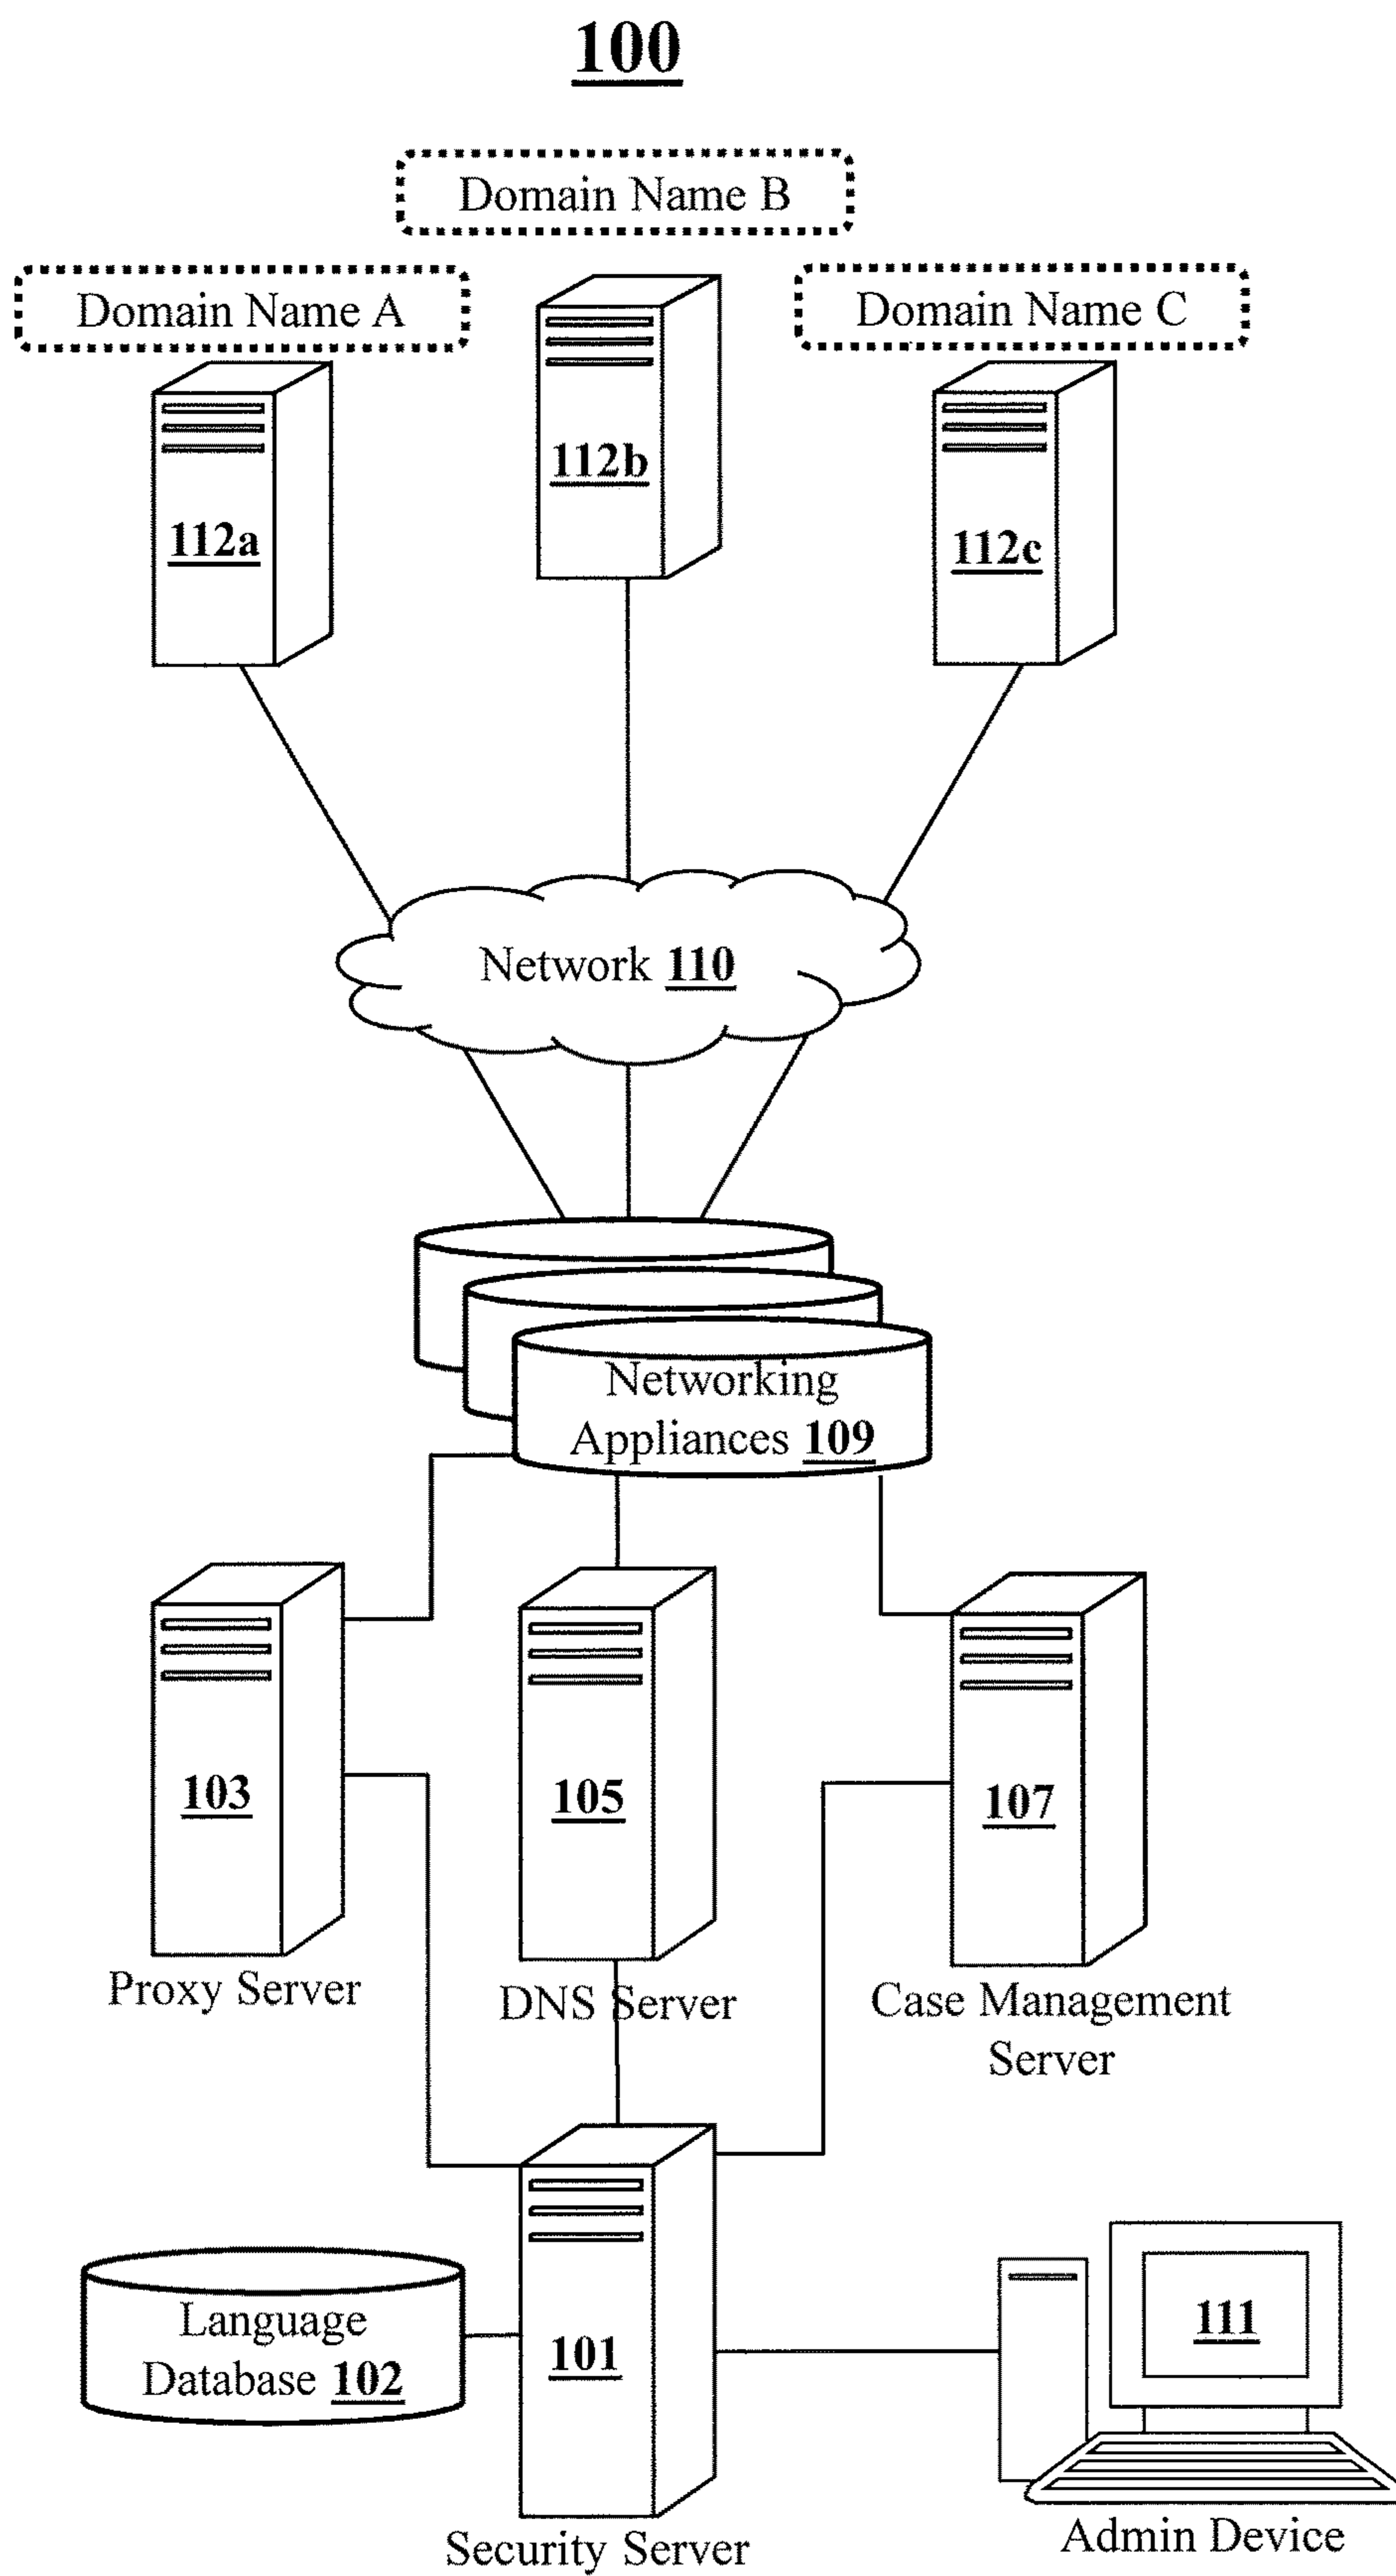 100
Domain Name B
Domain Name A
Domain Name C
112b
112a
112c
Network 110
Networking
Appliances 109
103
105
107
Proxy Server
DNS Server
Case Management
Server
Language
Database 102
101
111
Security Server
Admin Device